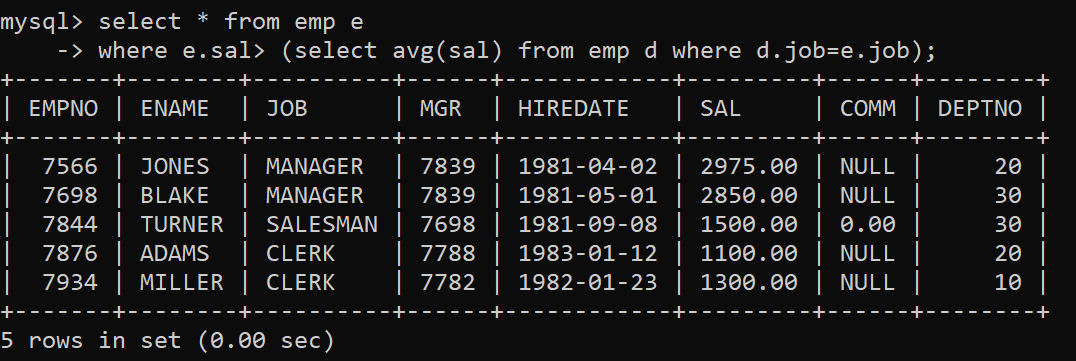 mysql> select * from emp e
    -> where e.sal> (select avg(sal) from emp d where d.job=e.job);
+-------+--------+----------+------+------------+---------+------+--------+
| EMPNO | ENAME  | JOB      | MGR  | HIREDATE   | SAL     | COMM | DEPTNO |
+-------+--------+----------+------+------------+---------+------+--------+
|  7566 | JONES  | MANAGER  | 7839 | 1981-04-02 | 2975.00 | NULL |     20 |
|  7698 | BLAKE  | MANAGER  | 7839 | 1981-05-01 | 2850.00 | NULL |     30 |
|  7844 | TURNER | SALESMAN | 7698 | 1981-09-08 | 1500.00 | 0.00 |     30 |
|  7876 | ADAMS  | CLERK    | 7788 | 1983-01-12 | 1100.00 | NULL |     20 |
|  7934 | MILLER | CLERK    | 7782 | 1982-01-23 | 1300.00 | NULL |     10 |
+-------+--------+----------+------+------------+---------+------+--------+
5 rows in set (0.00 sec)